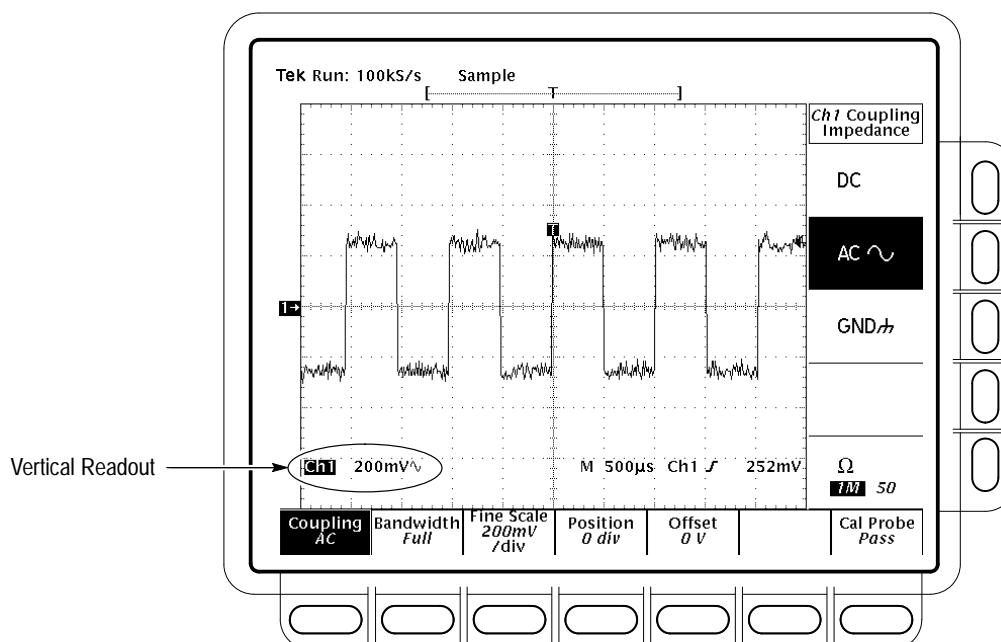 Tek Run: 100kS/s Sample
[ T ]
Ch1 Coupling
Impedance
DC
AC
GND
Ω
1M 50
T
1→
Vertical Readout
Ch1 200mV∿ M 500µs Ch1 252mV
Coupling
AC
Bandwidth
Full
Fine Scale
200mV
/div
Position
0 div
Offset
0 V
Cal Probe
Pass